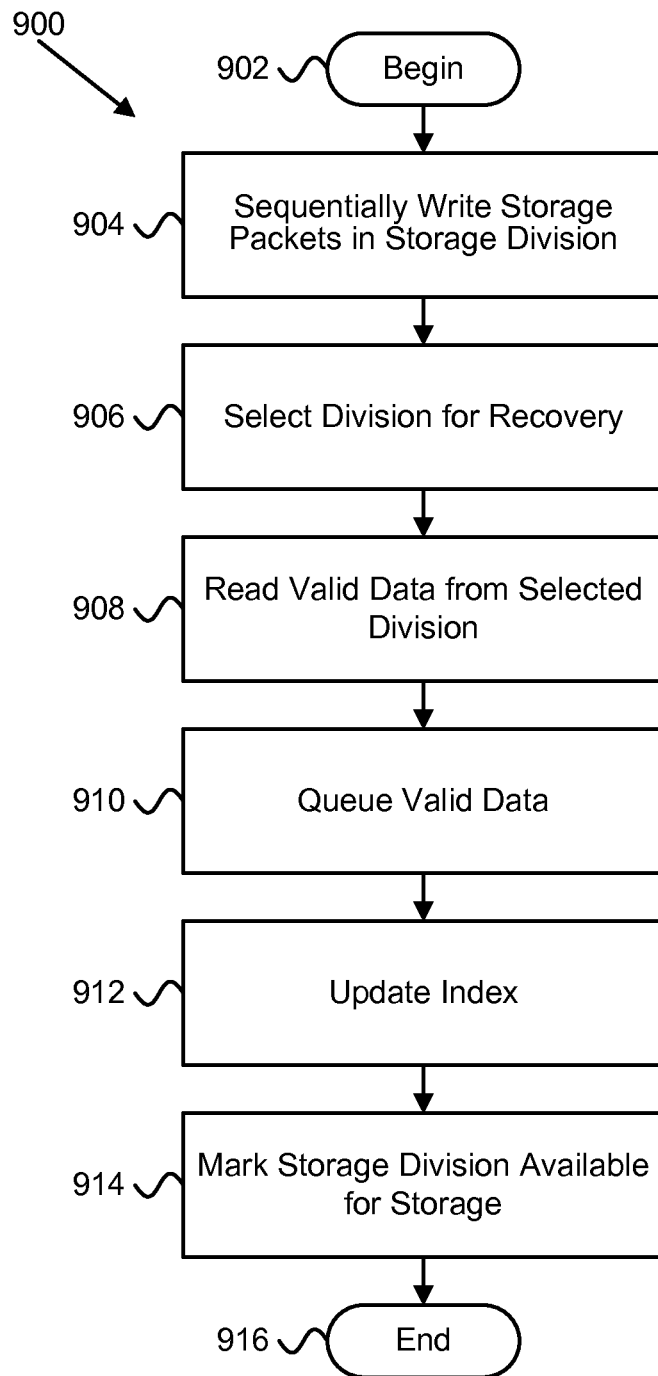 900
902
Begin
904
Sequentially Write Storage
Packets in Storage Division
906
Select Division for Recovery
908
Read Valid Data from Selected
Division
910
Queue Valid Data
912
Update Index
914
Mark Storage Division Available
for Storage
916
End